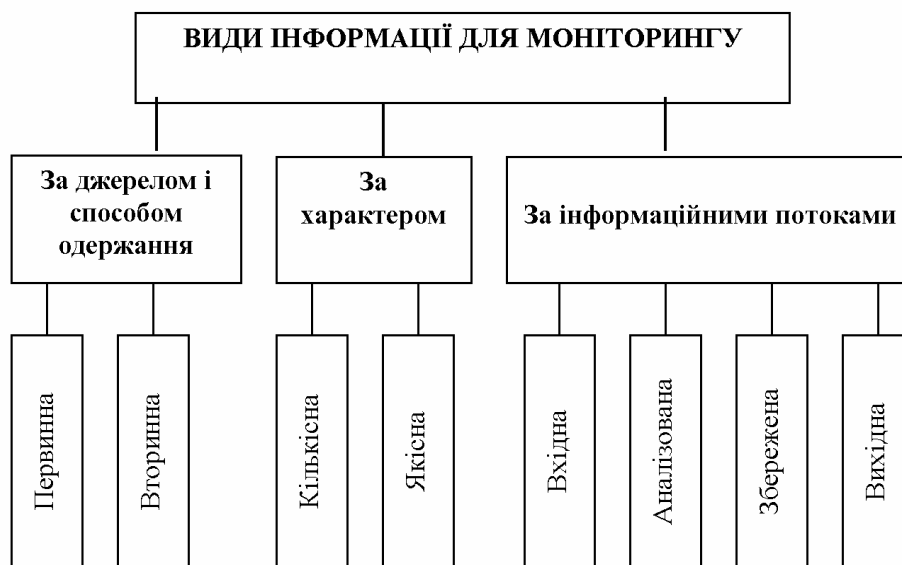 ВИДИ ІНФОРМАЦІЇ ДЛЯ МОНІТОРИНГУ
За джерелом і
способом
одержання
За
характером
За інформаційними потоками
Первинна
Вторинна
Кількісна
Якісна
Вхідна
Аналізована
Збережена
Вихідна